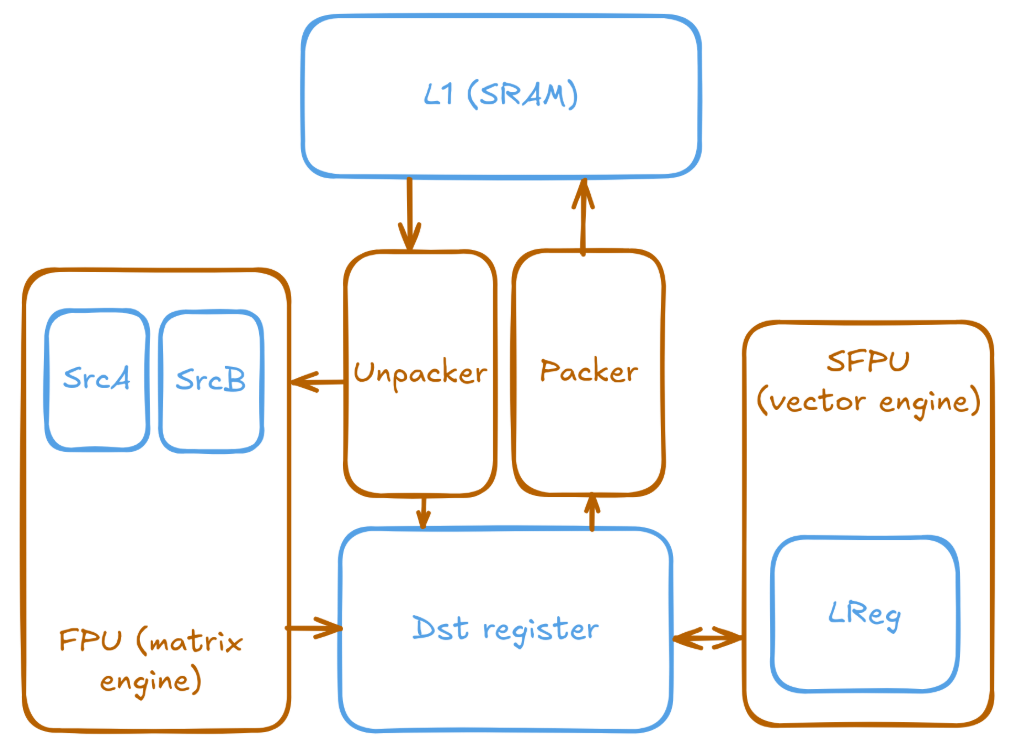 L1 (SRAM)
SrcA
SrcB
Unpacker
Packer
SFPU
(vector engine)
FPU (matrix
engine)
Dst register
LReg